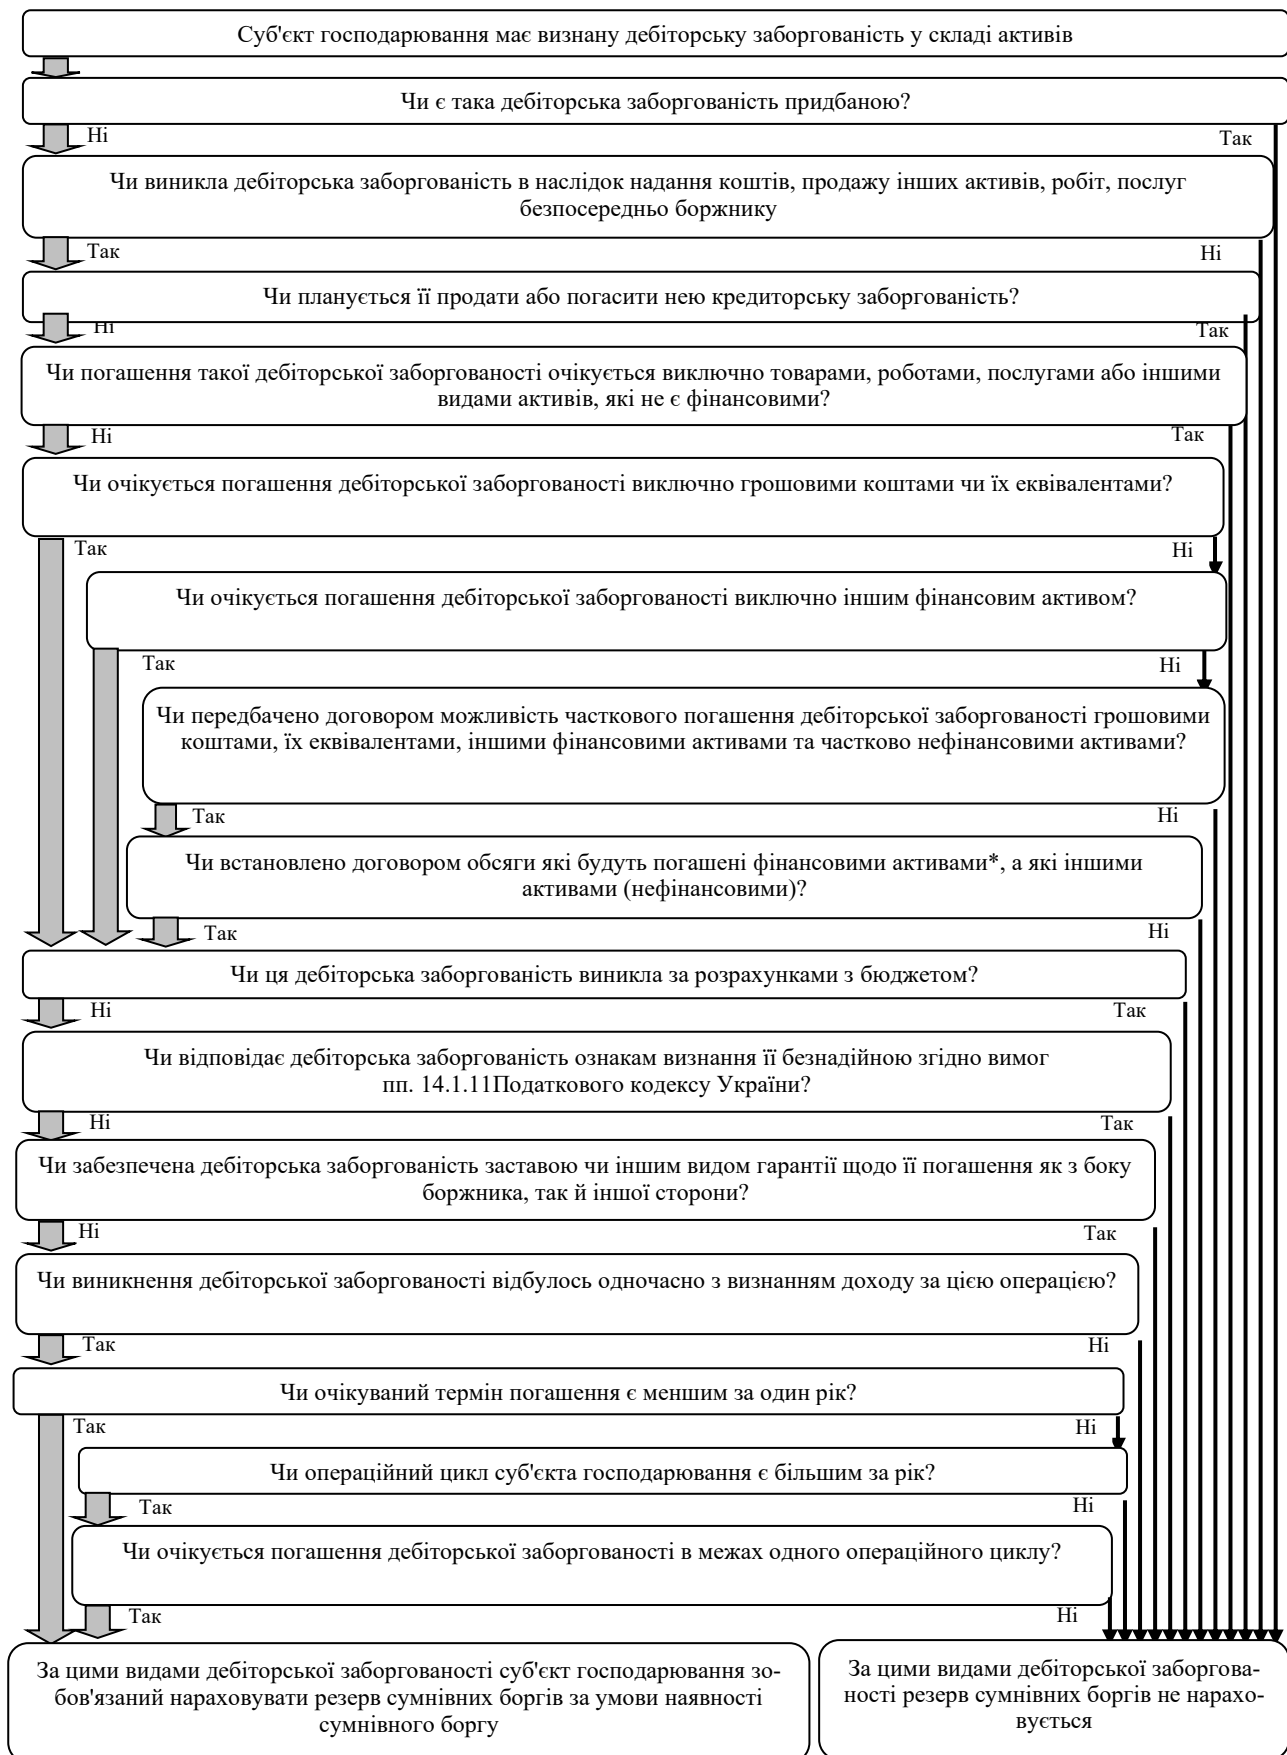 Суб'єкт господарювання має визнану дебіторську заборгованість у складі активів
Чи є така дебіторська заборгованість придбаною?
Ні
Так
Чи виникла дебіторська заборгованість в наслідок надання коштів, продажу інших активів, робіт, послуг
безпосередньо боржнику
Так
Ні
Чи планується її продати або погасити нею кредиторську заборгованість?
Ні
Так
Чи погашення такої дебіторської заборгованості очікується виключно товарами, роботами, послугами або іншими
видами активів, які не є фінансовими?
Ні
Так
Чи очікується погашення дебіторської заборгованості виключно грошовими коштами чи їх еквівалентами?
Так
Ні
Чи очікується погашення дебіторської заборгованості виключно іншим фінансовим активом?
Так
Ні
Чи передбачено договором можливість часткового погашення дебіторської заборгованості грошовими
коштами, їх еквівалентами, іншими фінансовими активами та частково нефінансовими активами?
Так
Ні
Чи встановлено договором обсяги які будуть погашені фінансовими активами*, а які іншими
активами (нефінансовими)?
Так
Ні
Чи ця дебіторська заборгованість виникла за розрахунками з бюджетом?
Ні
Так
Чи відповідає дебіторська заборгованість ознакам визнання її безнадійною згідно вимог
пп. 14.1.11Податкового кодексу України?
Ні
Так
Чи забезпечена дебіторська заборгованість заставою чи іншим видом гарантії щодо її погашення як з боку
боржника, так й іншої сторони?
Ні
Так
Чи виникнення дебіторської заборгованості відбулось одночасно з визнанням доходу за цією операцією?
Так
Ні
Чи очікуваний термін погашення є меншим за один рік?
Так
Ні
Чи операційний цикл суб'єкта господарювання є більшим за рік?
Так
Ні
Чи очікується погашення дебіторської заборгованості в межах одного операційного циклу?
Так
Ні
За цими видами дебіторської заборгованості суб'єкт господарювання зо-
бов'язаний нараховувати резерв сумнівних боргів за умови наявності
сумнівного боргу
За цими видами дебіторської заборгова-
ності резерв сумнівних боргів не нарахо-
вується